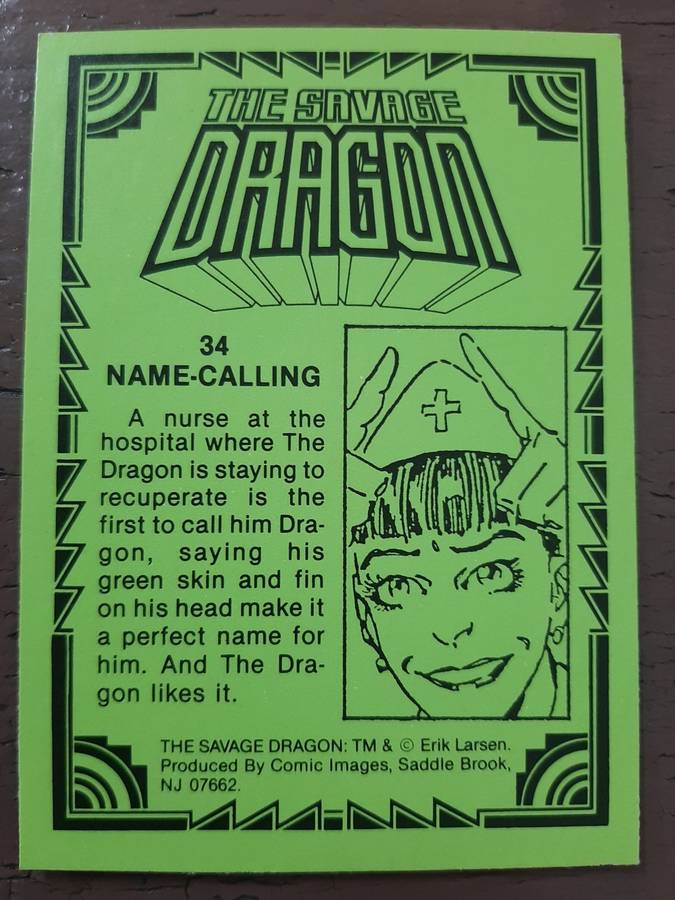 THE SAVAGE
DRAGON
34
NAME-CALLING
A nurse at the
hospital where The
Dragon is staying to
recuperate is the
first to call him Dra-
gon, saying his
green skin and fin
on his head make it
a perfect name for
him. And The Dra-
gon likes it.
THE SAVAGE DRAGON: TM & © Erik Larsen.
Produced By Comic Images, Saddle Brook,
NJ 07662.